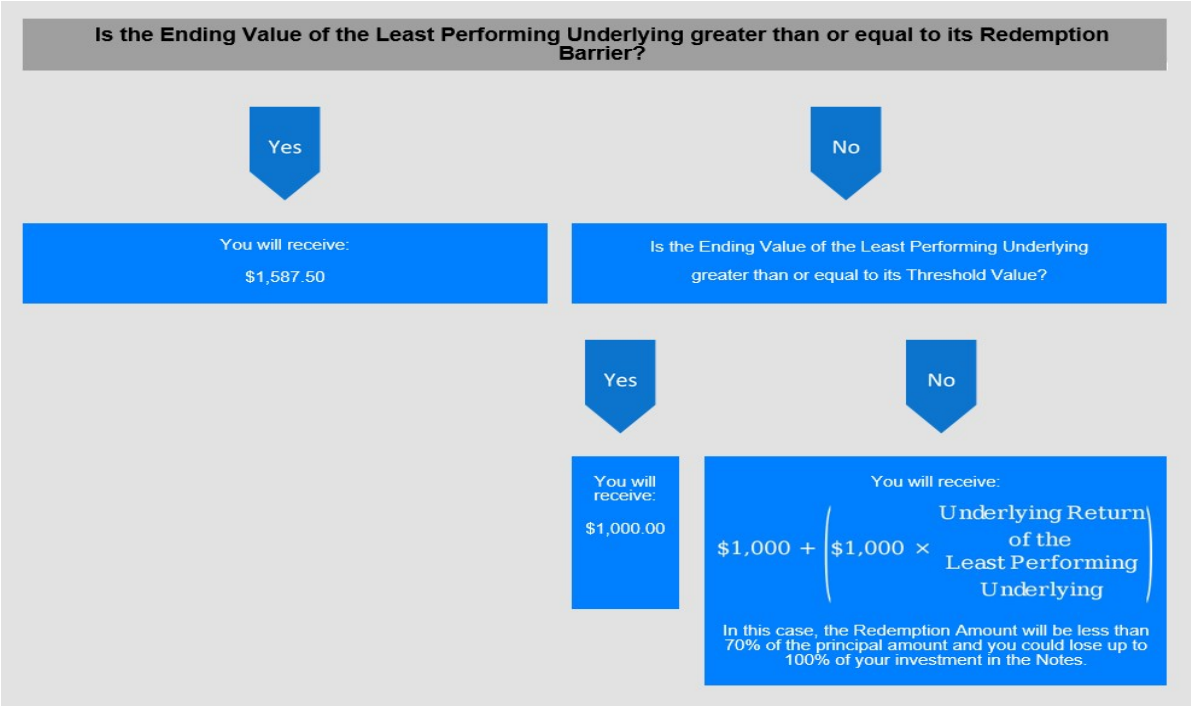 Is the Ending Value of the Least Performing Underlying greater than or equal to its Redemption
Barrier?
Yes
No
You will receive:
$1,587.50
Is the Ending Value of the Least Performing Underlying
greater than or equal to its Threshold Value?
Yes
No
You will
receive:
$1,000.00
You will receive:
$1,000 + ($1,000 × Underlying Return
of the
Least Performing
Underlying)
In this case, the Redemption Amount will be less than
70% of the principal amount and you could lose up to
100% of your investment in the Notes.